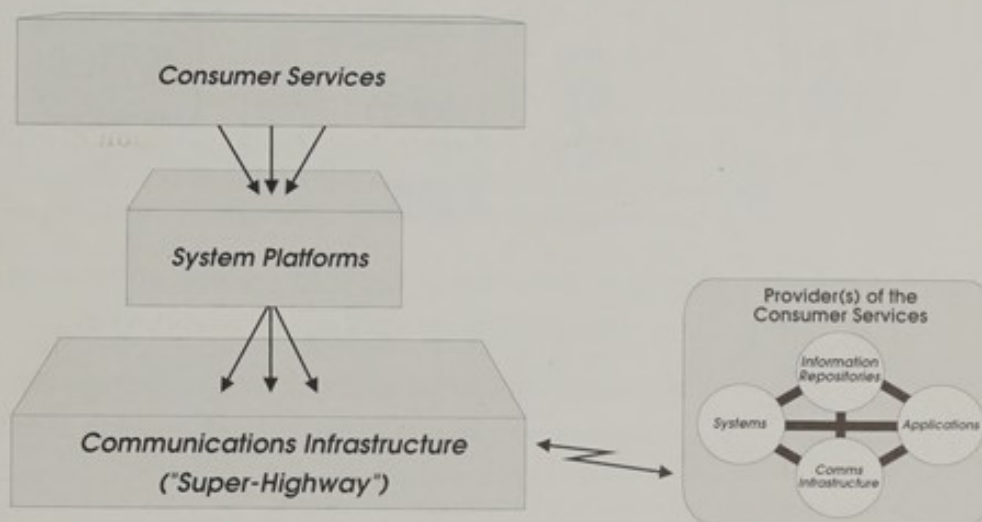 Consumer Services
System Platforms
Communications Infrastructure
("Super-Highway")
Provider(s) of the
Consumer Services
Information
Repositories
Systems
Applications
Comms
Infrastructure